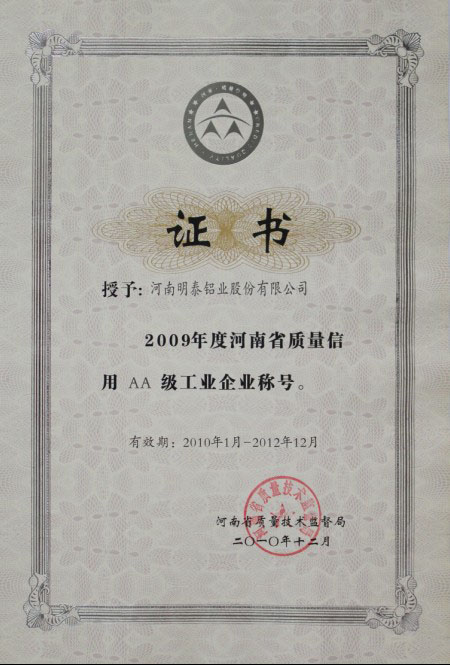 证书
授予: 河南明泰铝业股份有限公司
2009年度河南省质量信
用 AA 级工业企业称号。
有效期: 2010年1月-2012年12月
河南省质量技术监督局
二〇一〇年十二月